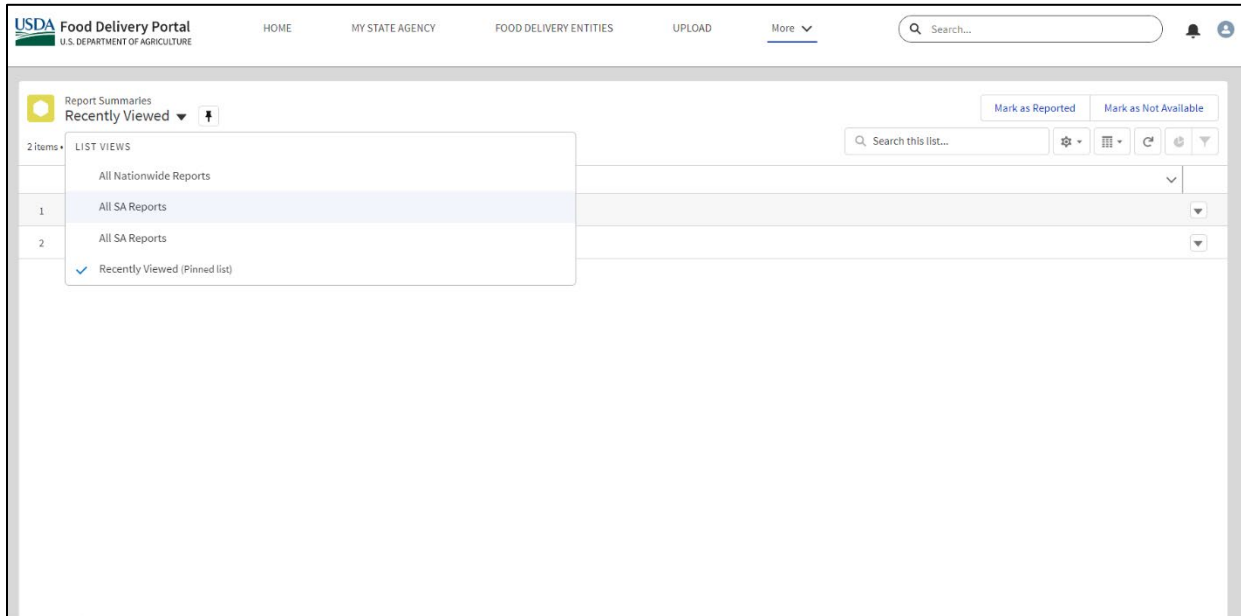 USDA Food Delivery Portal
U.S. DEPARTMENT OF AGRICULTURE
HOME MY STATE AGENCY FOOD DELIVERY ENTITIES UPLOAD More
Search...
Report Summaries
Recently Viewed
Mark as Reported Mark as Not Available
2 items •
Search this list...
LIST VIEWS
All Nationwide Reports
1 All SA Reports
2 All SA Reports
Recently Viewed (Pinned list)